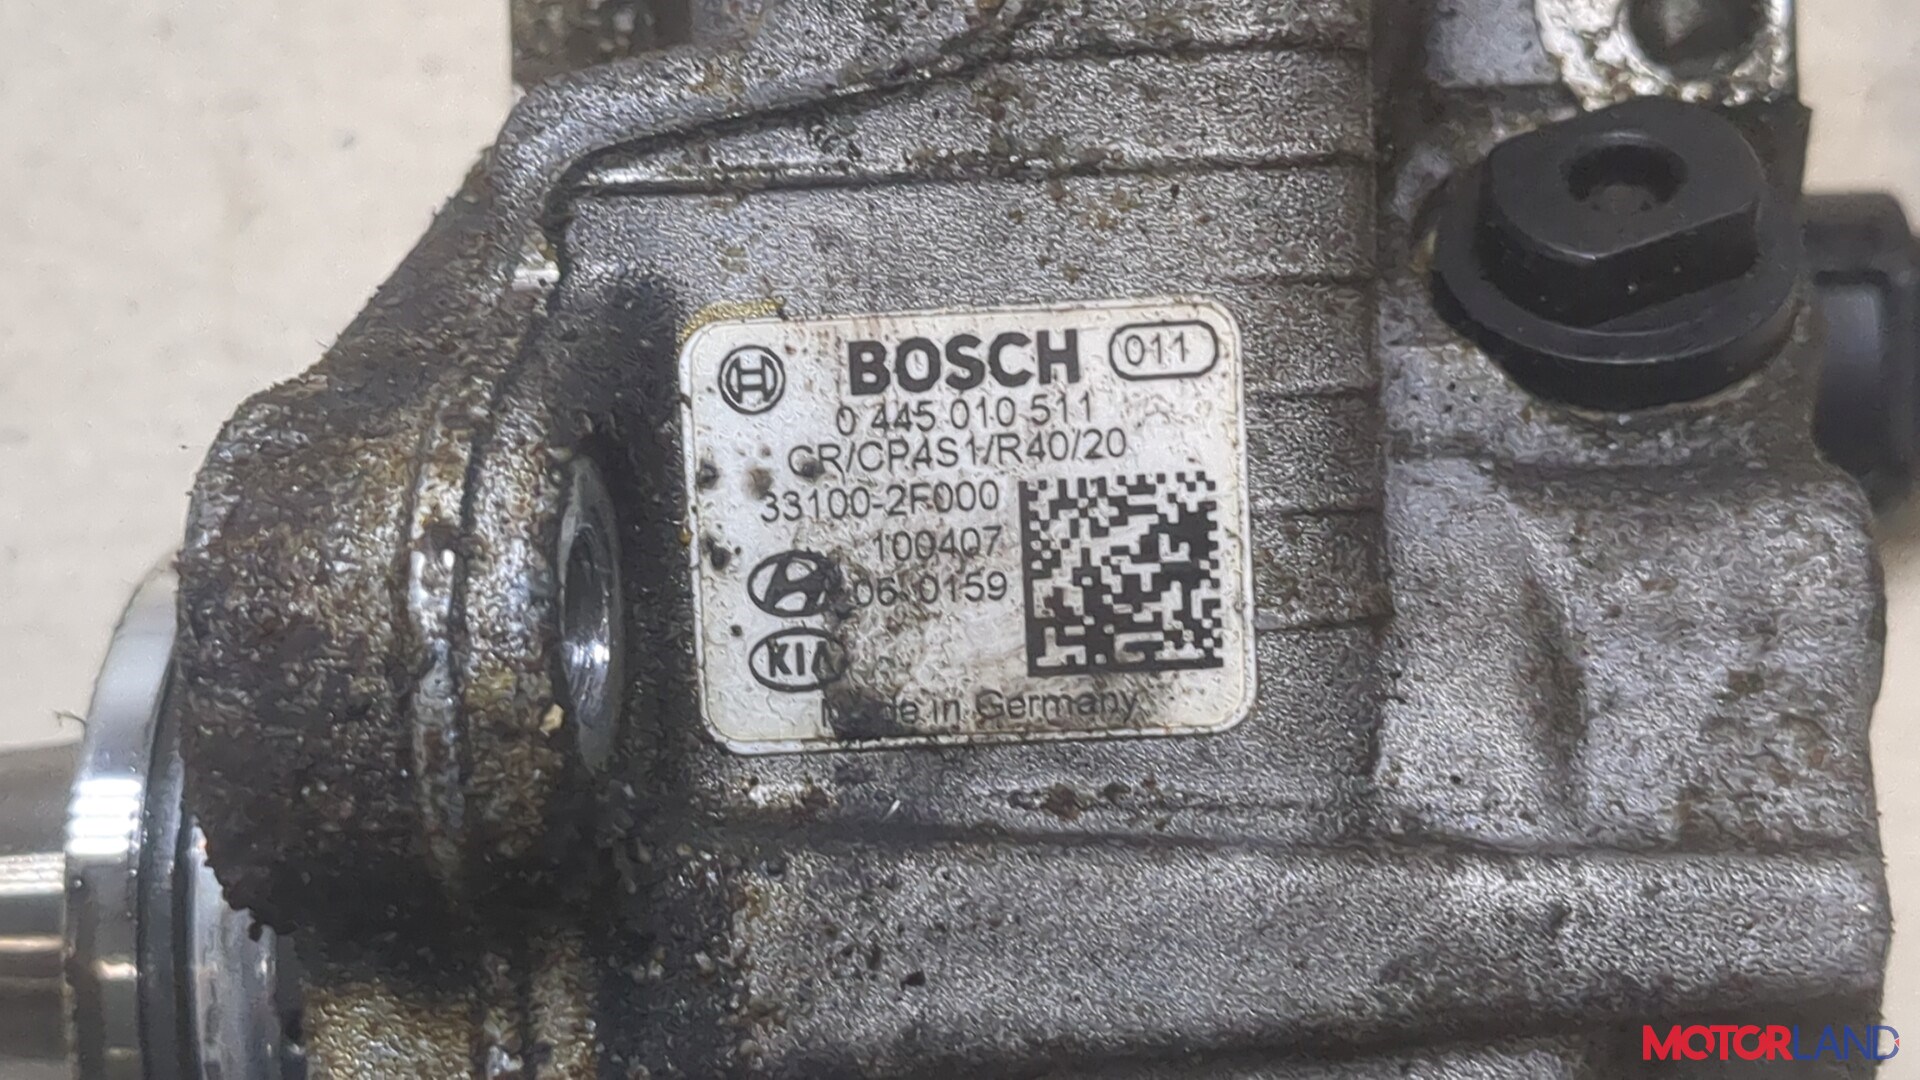 BOSCH 011
0 445 010 511
CR/CP4S1/R40/20
33100-2F000
100407
06 0159
KIA
Made in Germany
MOTORLAND